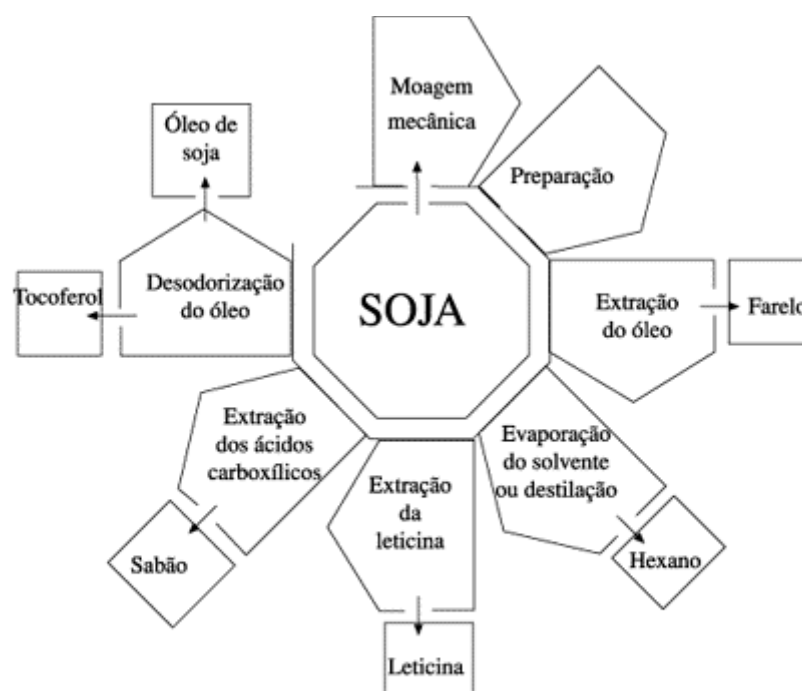 Moagem
mecânica
Preparação
Óleo de
soja
Tocoferol
Desodorização
do óleo
SOJA
Extração
do óleo
Farelo
Extração
dos ácidos
carboxílicos
Evaporação
do solvente
ou destilação
Extração
da
leticina
Sabão
Hexano
Leticina